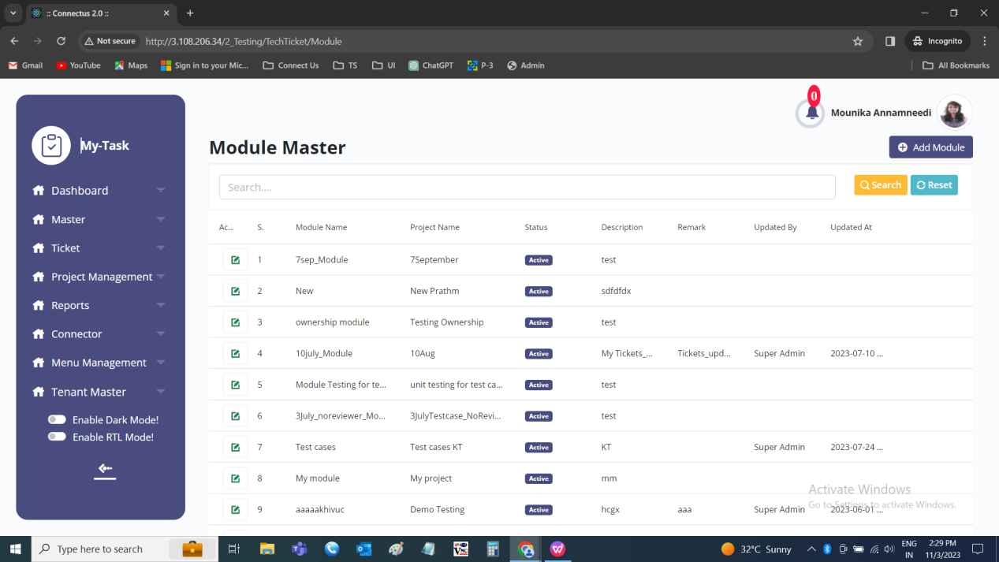 :: Connectus 2.0 ::
Not secure http://3.108.206.34/2_Testing/TechTicket/Module Incognito
Gmail YouTube Maps Sign in to your Mic... Connect Us TS UI ChatGPT P-3 Admin All Bookmarks
0
Mounika Annamneedi
My-Task
Module Master
Add Module
Search....
Search Reset
Dashboard
Master
Ticket
Project Management
Reports
Connector
Menu Management
Tenant Master
Enable Dark Mode!
Enable RTL Mode!
Ac... S. Module Name Project Name Status Description Remark Updated By Updated At
1 7sep_Module 7September Active test
2 New New Prathm Active sdfdfdx
3 ownership module Testing Ownership Active test
4 10july_Module 10Aug Active My Tickets_... Tickets_upd... Super Admin 2023-07-10 ...
5 Module Testing for te... unit testing for test ca... Active test
6 3July_noreviewer_Mo... 3JulyTestcase_NoRevi... Active test
7 Test cases Test cases KT Active KT Super Admin 2023-07-24 ...
8 My module My project Active mm
9 aaaaakhivuc Demo Testing Active hcgx aaa Super Admin 2023-06-01 ...
Activate Windows
Go to Settings to activate Windows.
Type here to search
32°C Sunny
ENG
IN
2:29 PM
11/3/2023